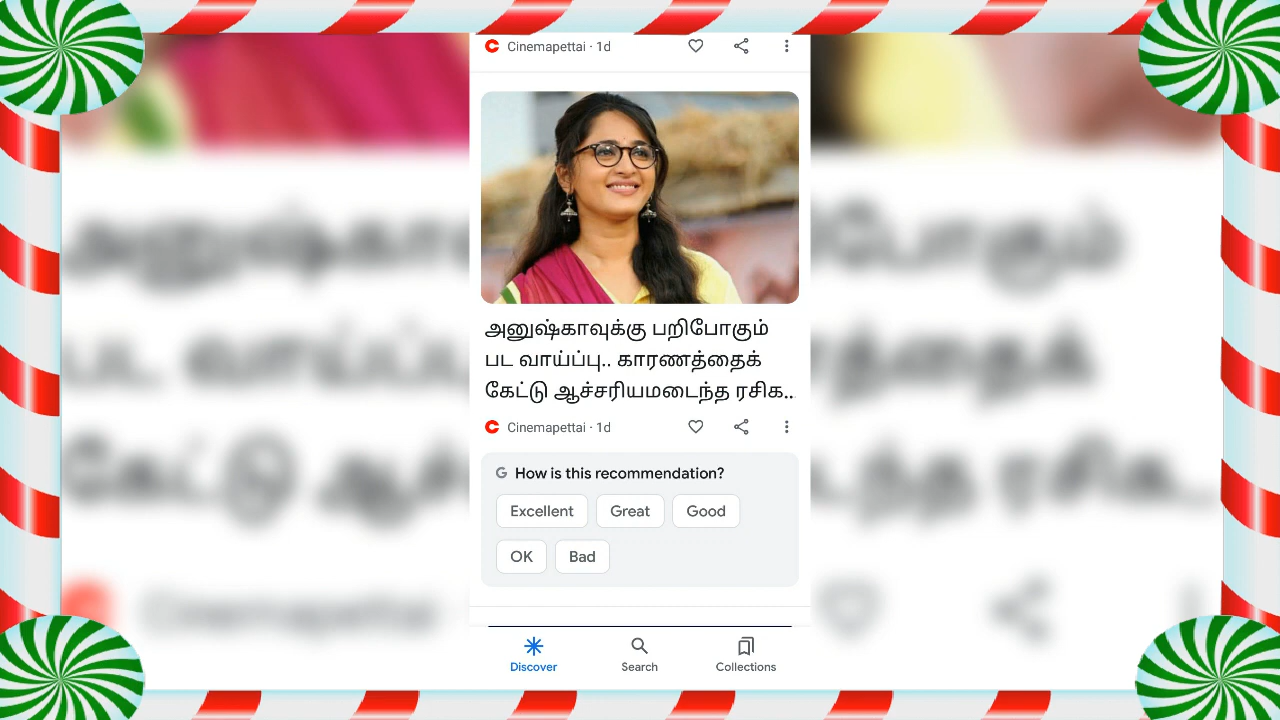 Cinemapettai · 1d
அனுஷ்காவுக்கு பறிபோகும்
பட வாய்ப்பு.. காரணத்தைக்
கேட்டு ஆச்சரியமடைந்த ரசிக..
Cinemapettai · 1d
G How is this recommendation?
Excellent Great Good
OK Bad
Discover Search Collections